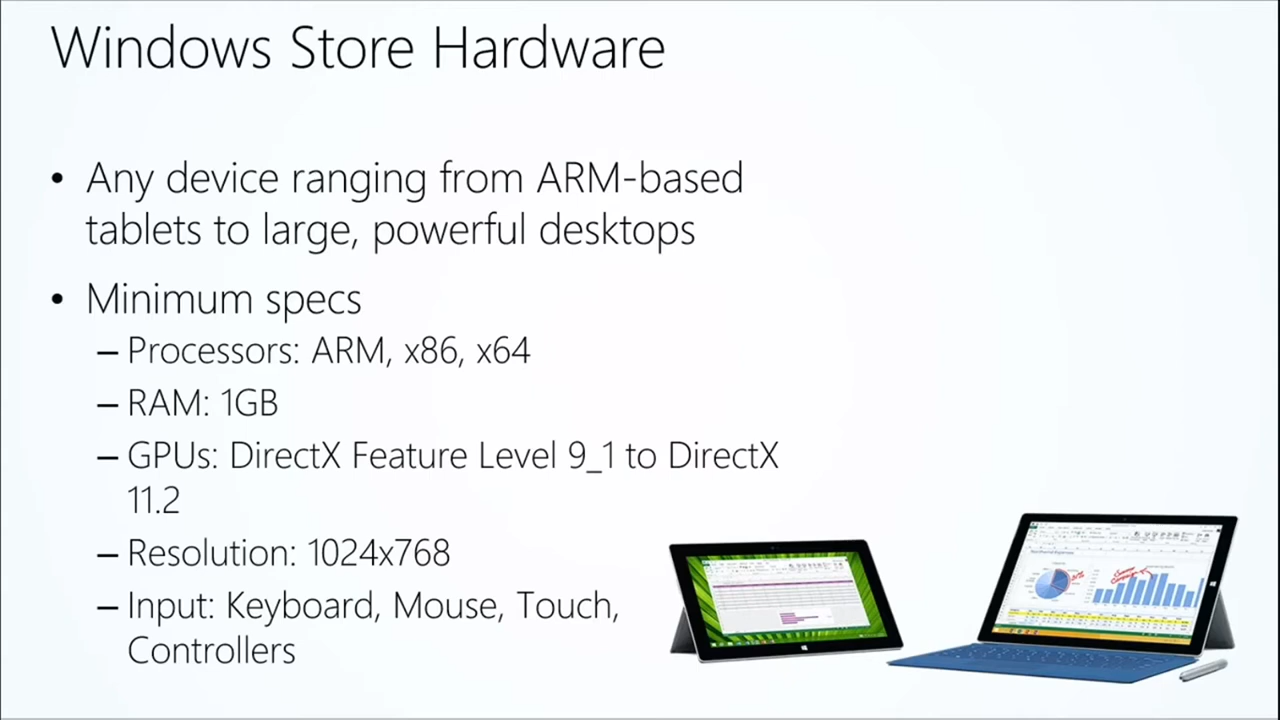 Windows Store Hardware
• Any device ranging from ARM-based
tablets to large, powerful desktops
• Minimum specs
– Processors: ARM, x86, x64
– RAM: 1GB
– GPUs: DirectX Feature Level 9_1 to DirectX
11.2
– Resolution: 1024x768
– Input: Keyboard, Mouse, Touch,
Controllers